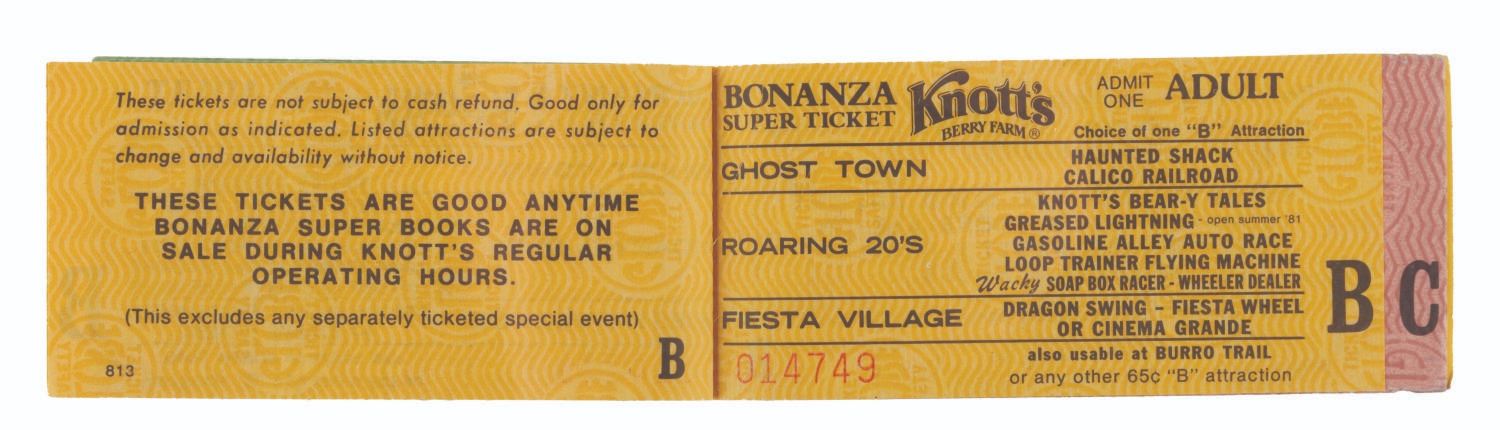 These tickets are not subject to cash refund. Good only for
admission as indicated. Listed attractions are subject to
change and availability without notice.
THESE TICKETS ARE GOOD ANYTIME
BONANZA SUPER BOOKS ARE ON
SALE DURING KNOTT'S REGULAR
OPERATING HOURS.
(This excludes any separately ticketed special event)
813
B
BONANZA
SUPER TICKET
Knott's
BERRY FARM ®
ADMIT
ONE
ADULT
Choice of one "B" Attraction
GHOST TOWN
HAUNTED SHACK
CALICO RAILROAD
ROARING 20'S
KNOTT'S BEAR-Y TALES
GREASED LIGHTNING - open summer '81
GASOLINE ALLEY AUTO RACE
LOOP TRAINER FLYING MACHINE
Wacky SOAP BOX RACER - WHEELER DEALER
FIESTA VILLAGE
DRAGON SWING - FIESTA WHEEL
OR CINEMA GRANDE
014749
also usable at BURRO TRAIL
or any other 65¢ "B" attraction
B
C